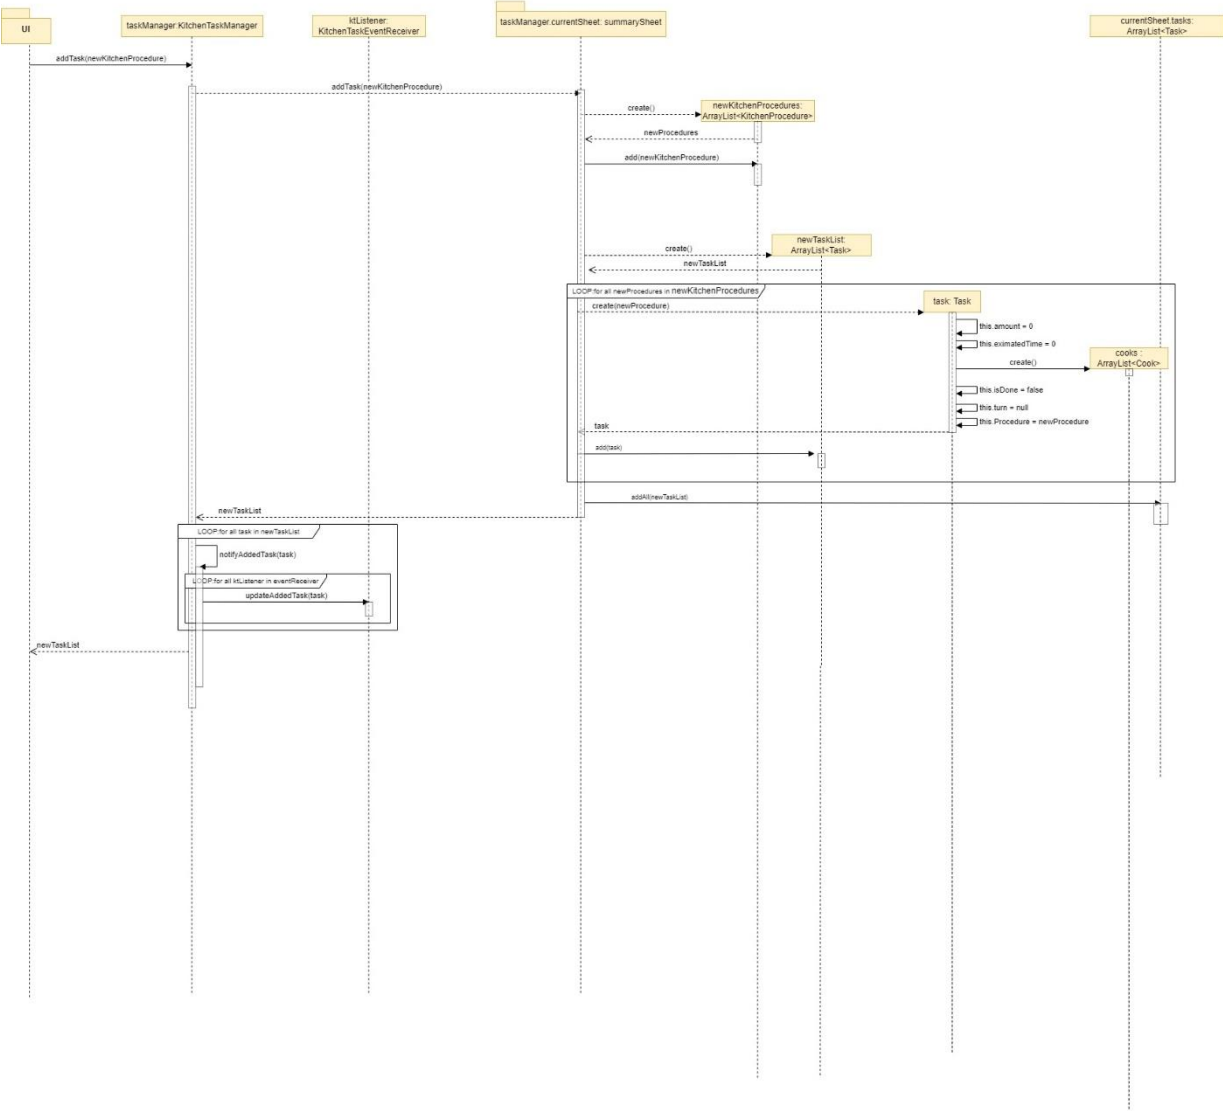 UI
taskManager:KitchenTaskManager
ktListener:
KitchenTaskEventReceiver
taskManager.currentSheet: summarySheet
currentSheet.tasks:
ArrayList<Task>
addTask(newKitchenProcedure)
addTask(newKitchenProcedure)
create()
newKitchenProcedures:
ArrayList<KitchenProcedure>
newProcedures
add(newKitchenProcedure)
newTaskList:
ArrayList<Task>
create()
newTaskList
LOOP:for all newProcedures in newKitchenProcedures
create(newProcedure)
task: Task
this.amount = 0
this.eximatedTime = 0
cooks :
ArrayList<Cook>
create()
this.isDone = false
this.turn = null
this.Procedure = newProcedure
task
add(task)
addAll(newTaskList)
newTaskList
LOOP:for all task in newTaskList
notifyAddedTask(task)
LOOP:for all ktListener in eventReceiver
updateAddedTask(task)
newTaskList